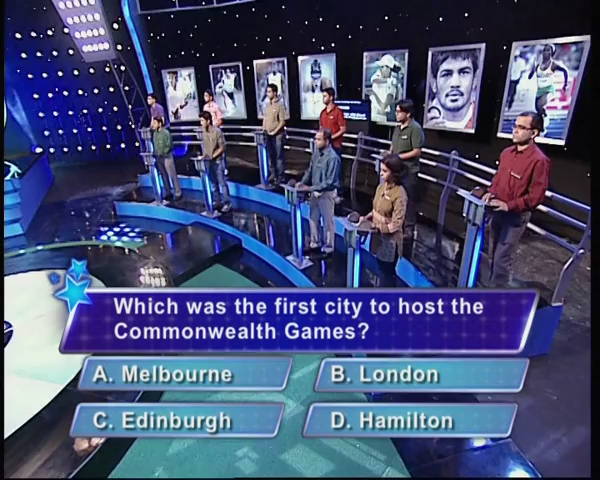 Which was the first city to host the
Commonwealth Games?
A. Melbourne
B. London
C. Edinburgh
D. Hamilton